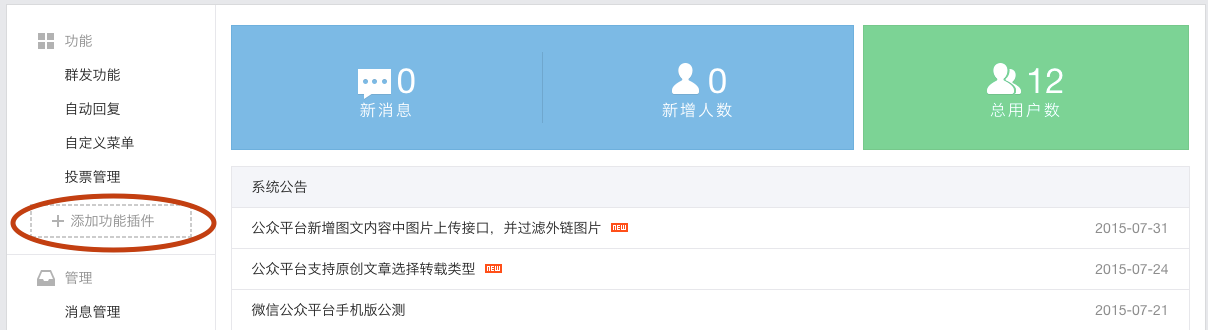 功能
群发功能
自动回复
自定义菜单
投票管理
添加功能插件
管理
消息管理
0
新消息
0
新增人数
12
总用户数
系统公告
公众平台新增图文内容中图片上传接口，并过滤外链图片 NEW 2015-07-31
公众平台支持原创文章选择转载类型 NEW 2015-07-24
微信公众平台手机版公测 2015-07-21